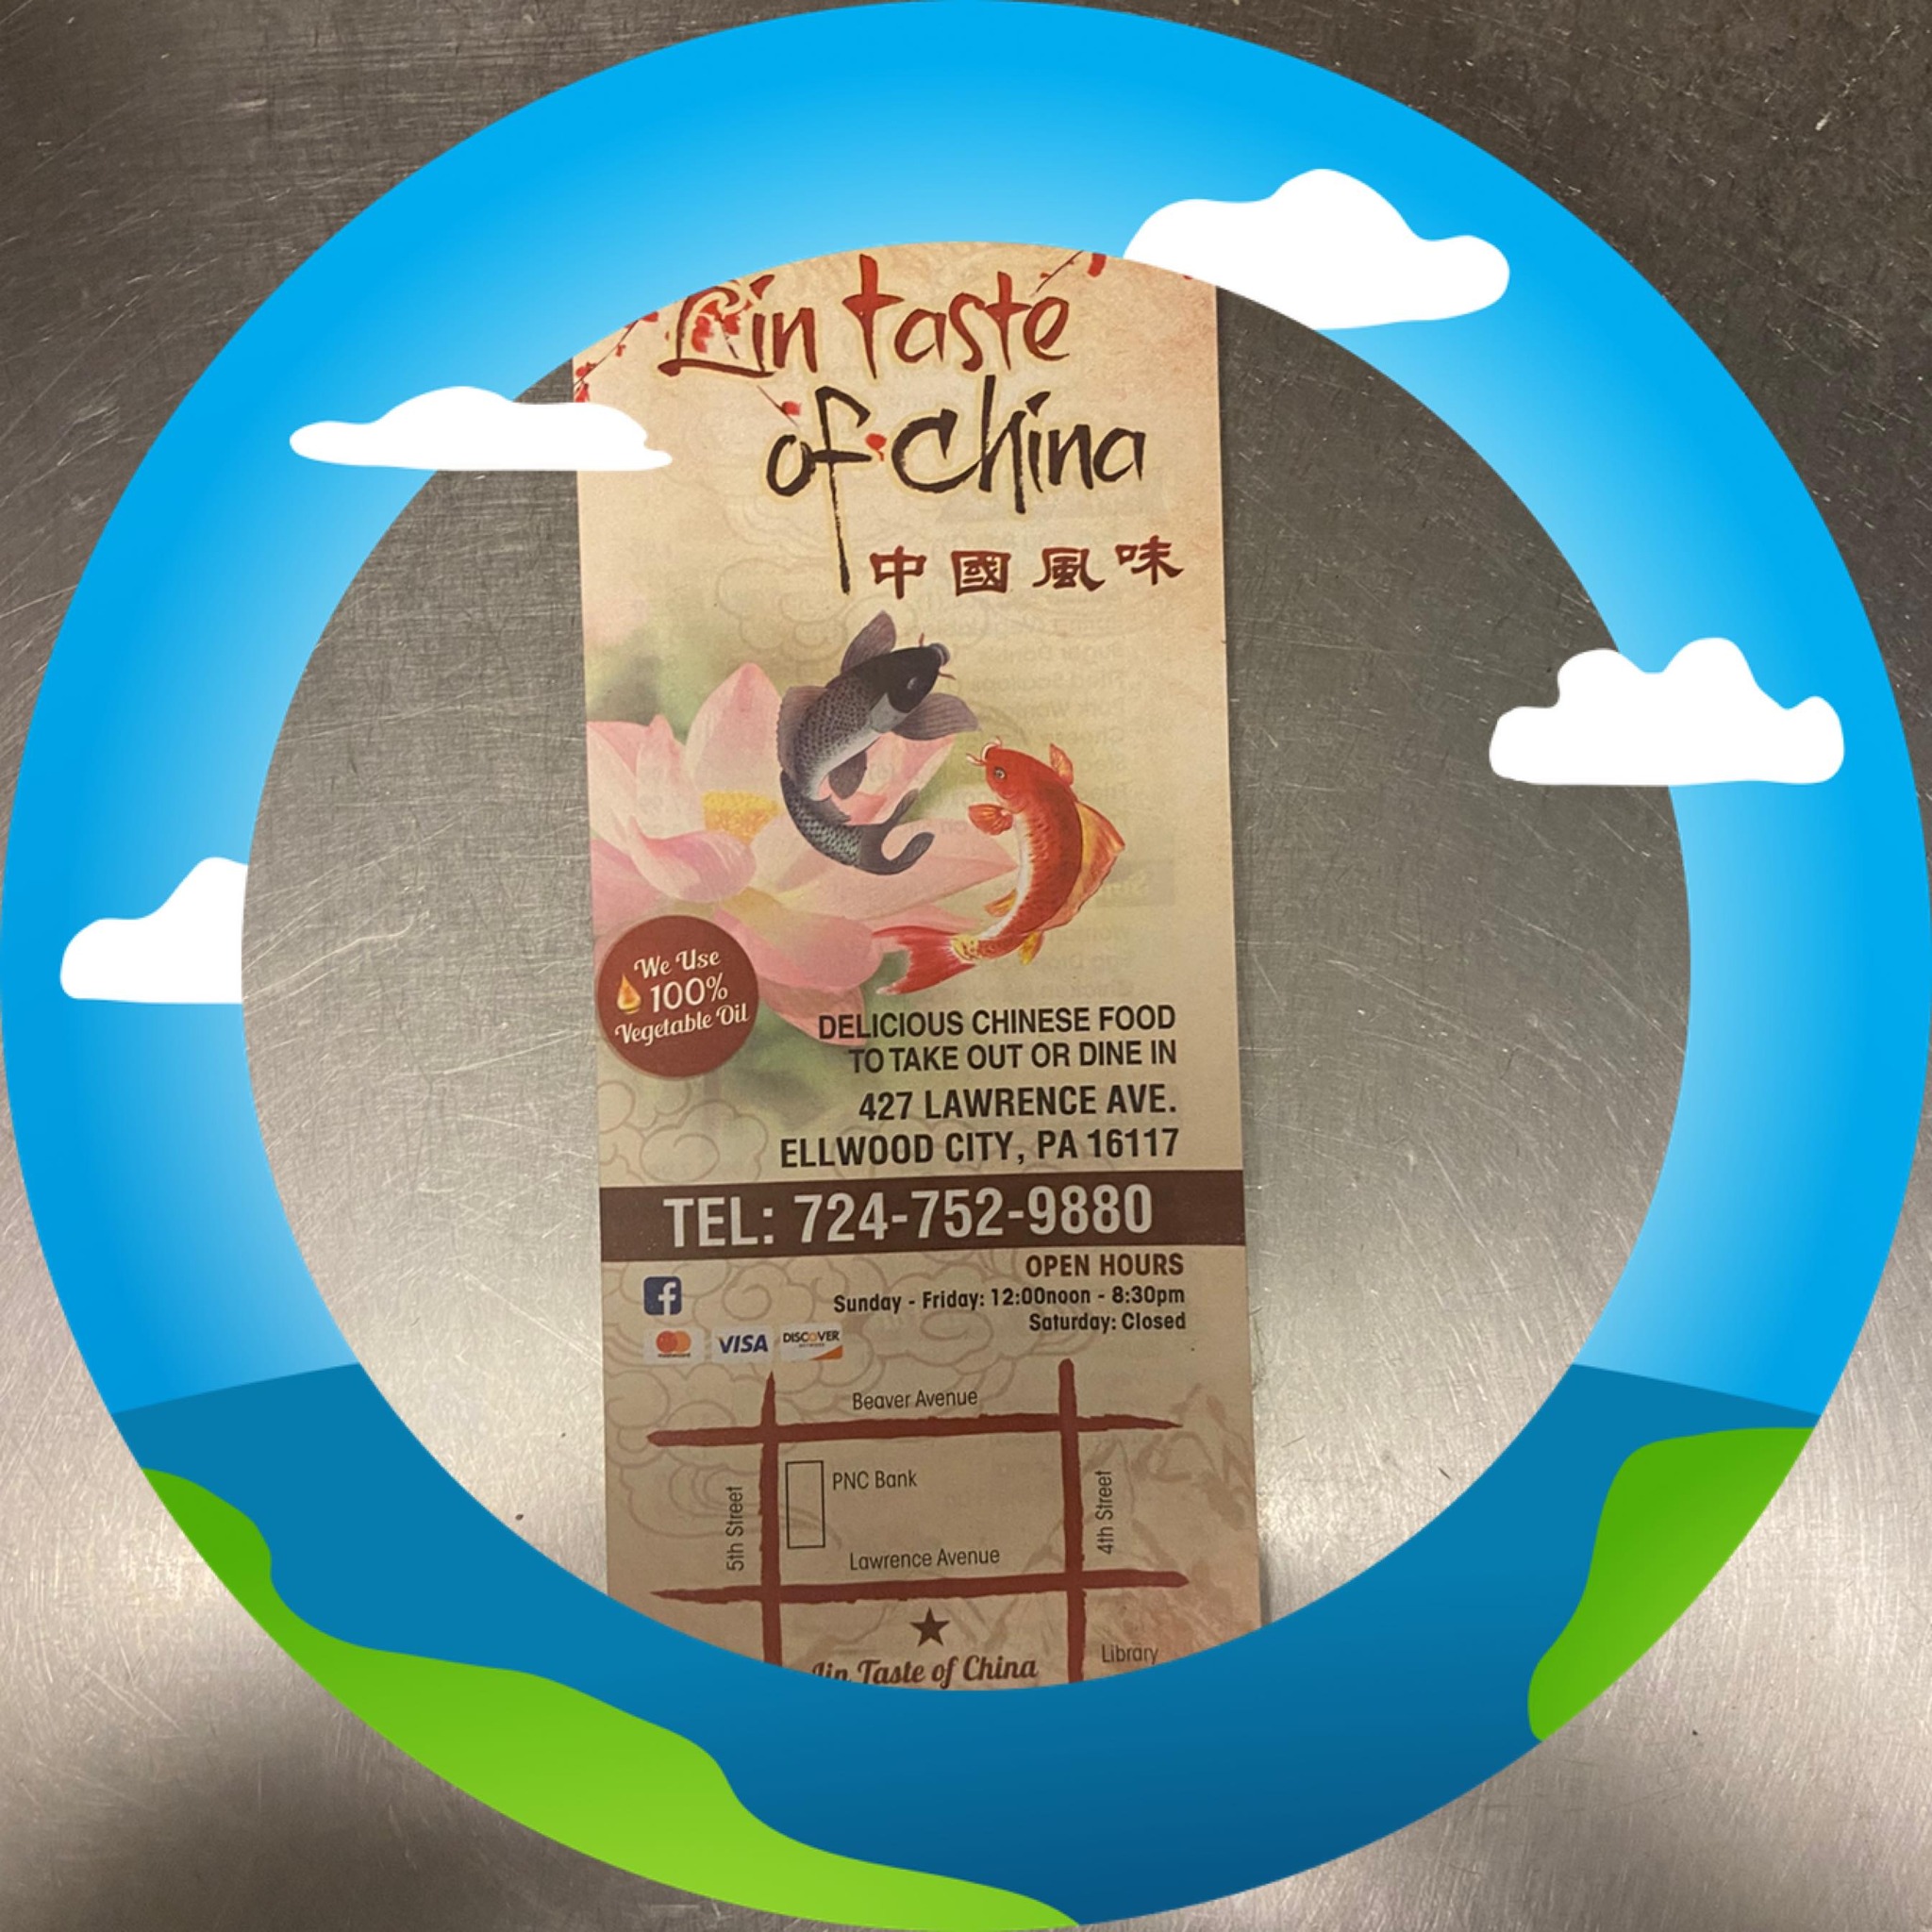 Lin taste
of China
中國風味
We Use
100%
Vegetable Oil
DELICIOUS CHINESE FOOD
TO TAKE OUT OR DINE IN
427 LAWRENCE AVE.
ELLWOOD CITY, PA 16117
TEL: 724-752-9880
OPEN HOURS
Sunday - Friday: 12:00noon - 8:30pm
Saturday: Closed
VISA
DISCOVER
Beaver Avenue
5th Street
PNC Bank
4th Street
Lawrence Avenue
Library
Lin Taste of China